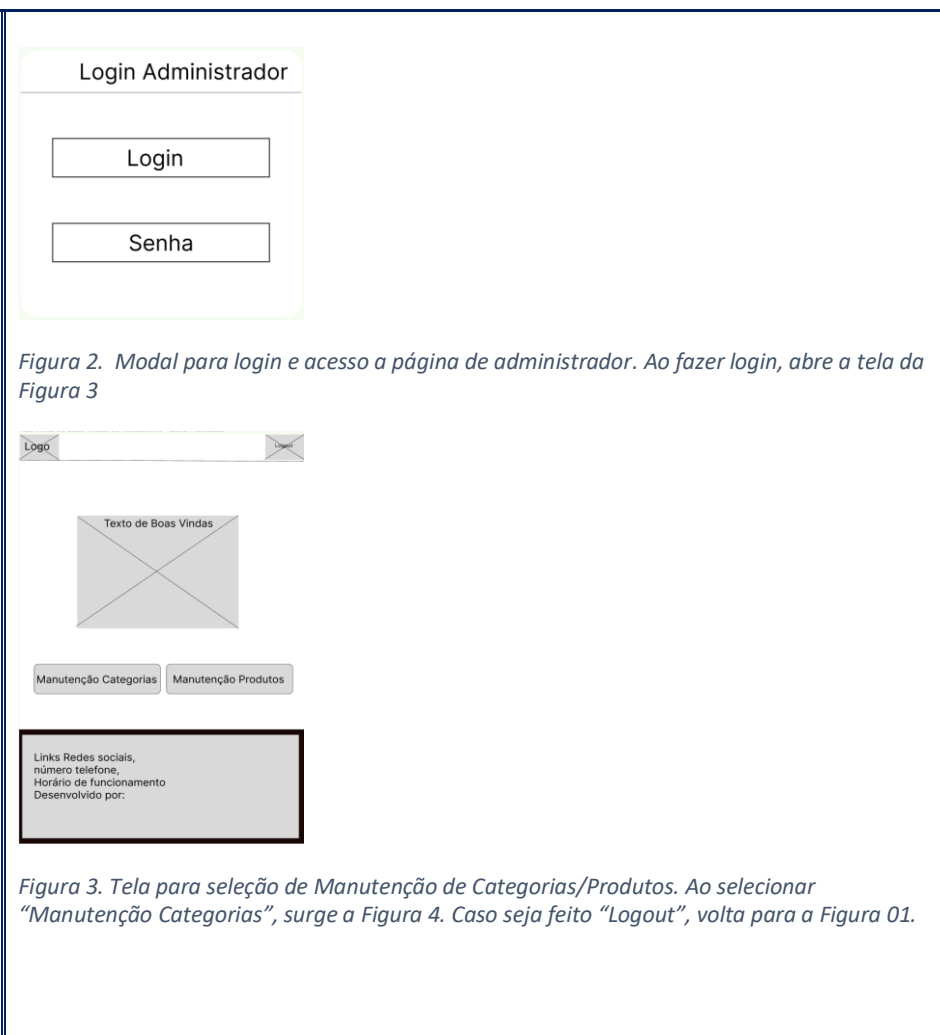 Login Administrador
Login
Senha
Figura 2.  Modal para login e acesso a página de administrador. Ao fazer login, abre a tela da
Figura 3
Logo
Logout
Texto de Boas Vindas
Manutenção Categorias
Manutenção Produtos
Links Redes sociais,
número telefone,
Horário de funcionamento
Desenvolvido por:
Figura 3. Tela para seleção de Manutenção de Categorias/Produtos. Ao selecionar
“Manutenção Categorias”, surge a Figura 4. Caso seja feito “Logout”, volta para a Figura 01.